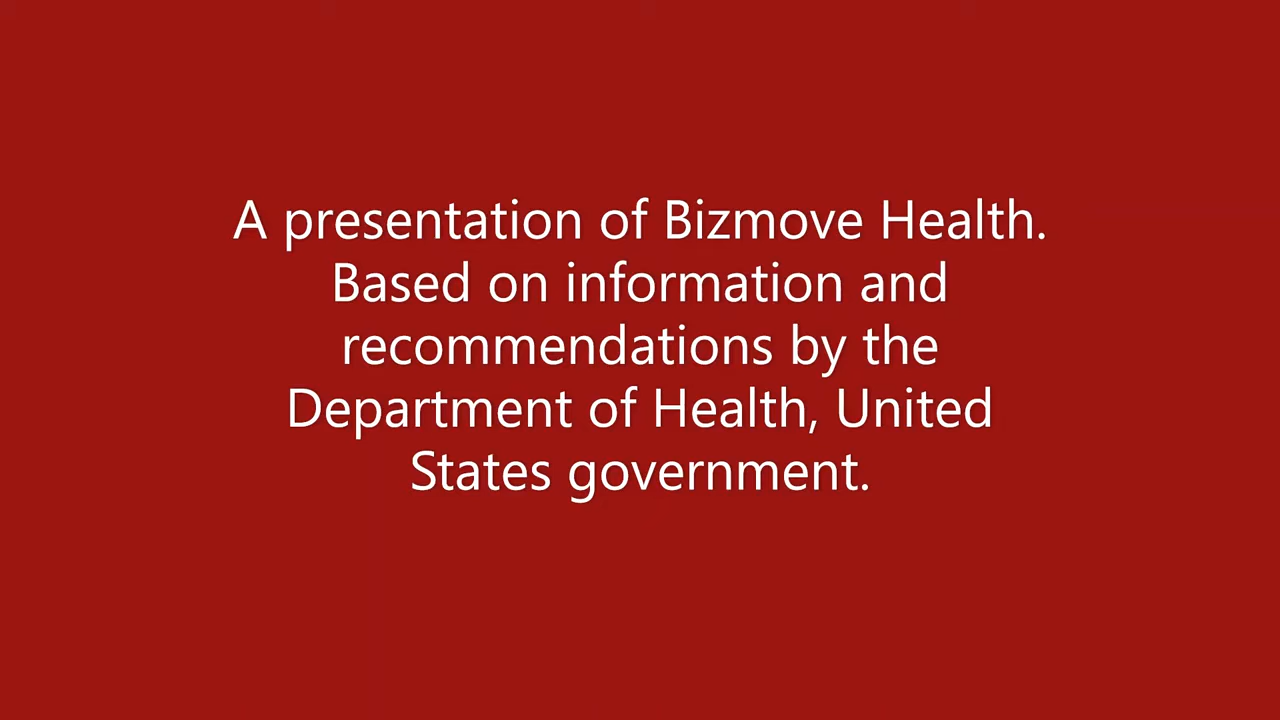 A presentation of Bizmove Health.
Based on information and
recommendations by the
Department of Health, United
States government.